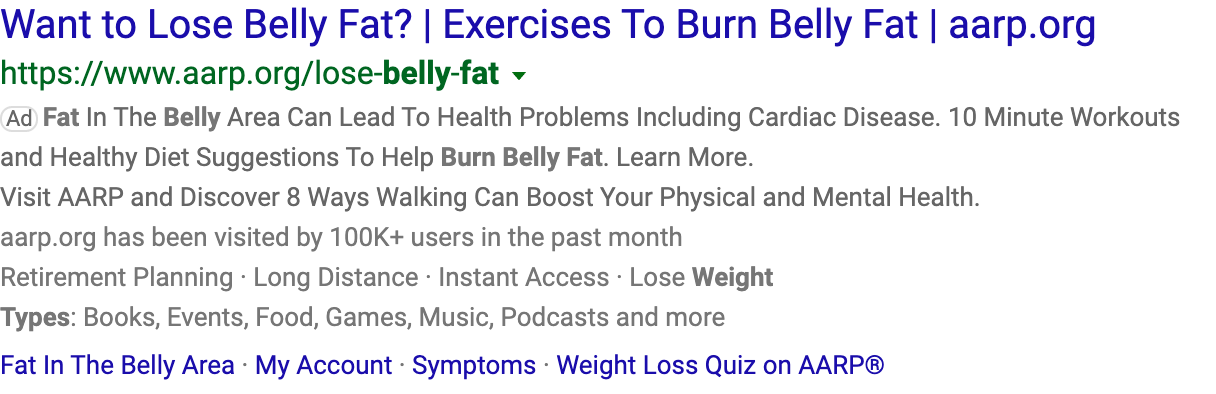 Want to Lose Belly Fat? | Exercises To Burn Belly Fat | aarp.org
https://www.aarp.org/lose-belly-fat
Ad Fat In The Belly Area Can Lead To Health Problems Including Cardiac Disease. 10 Minute Workouts
and Healthy Diet Suggestions To Help Burn Belly Fat. Learn More.
Visit AARP and Discover 8 Ways Walking Can Boost Your Physical and Mental Health.
aarp.org has been visited by 100K+ users in the past month
Retirement Planning · Long Distance · Instant Access · Lose Weight
Types: Books, Events, Food, Games, Music, Podcasts and more
Fat In The Belly Area · My Account · Symptoms · Weight Loss Quiz on AARP®